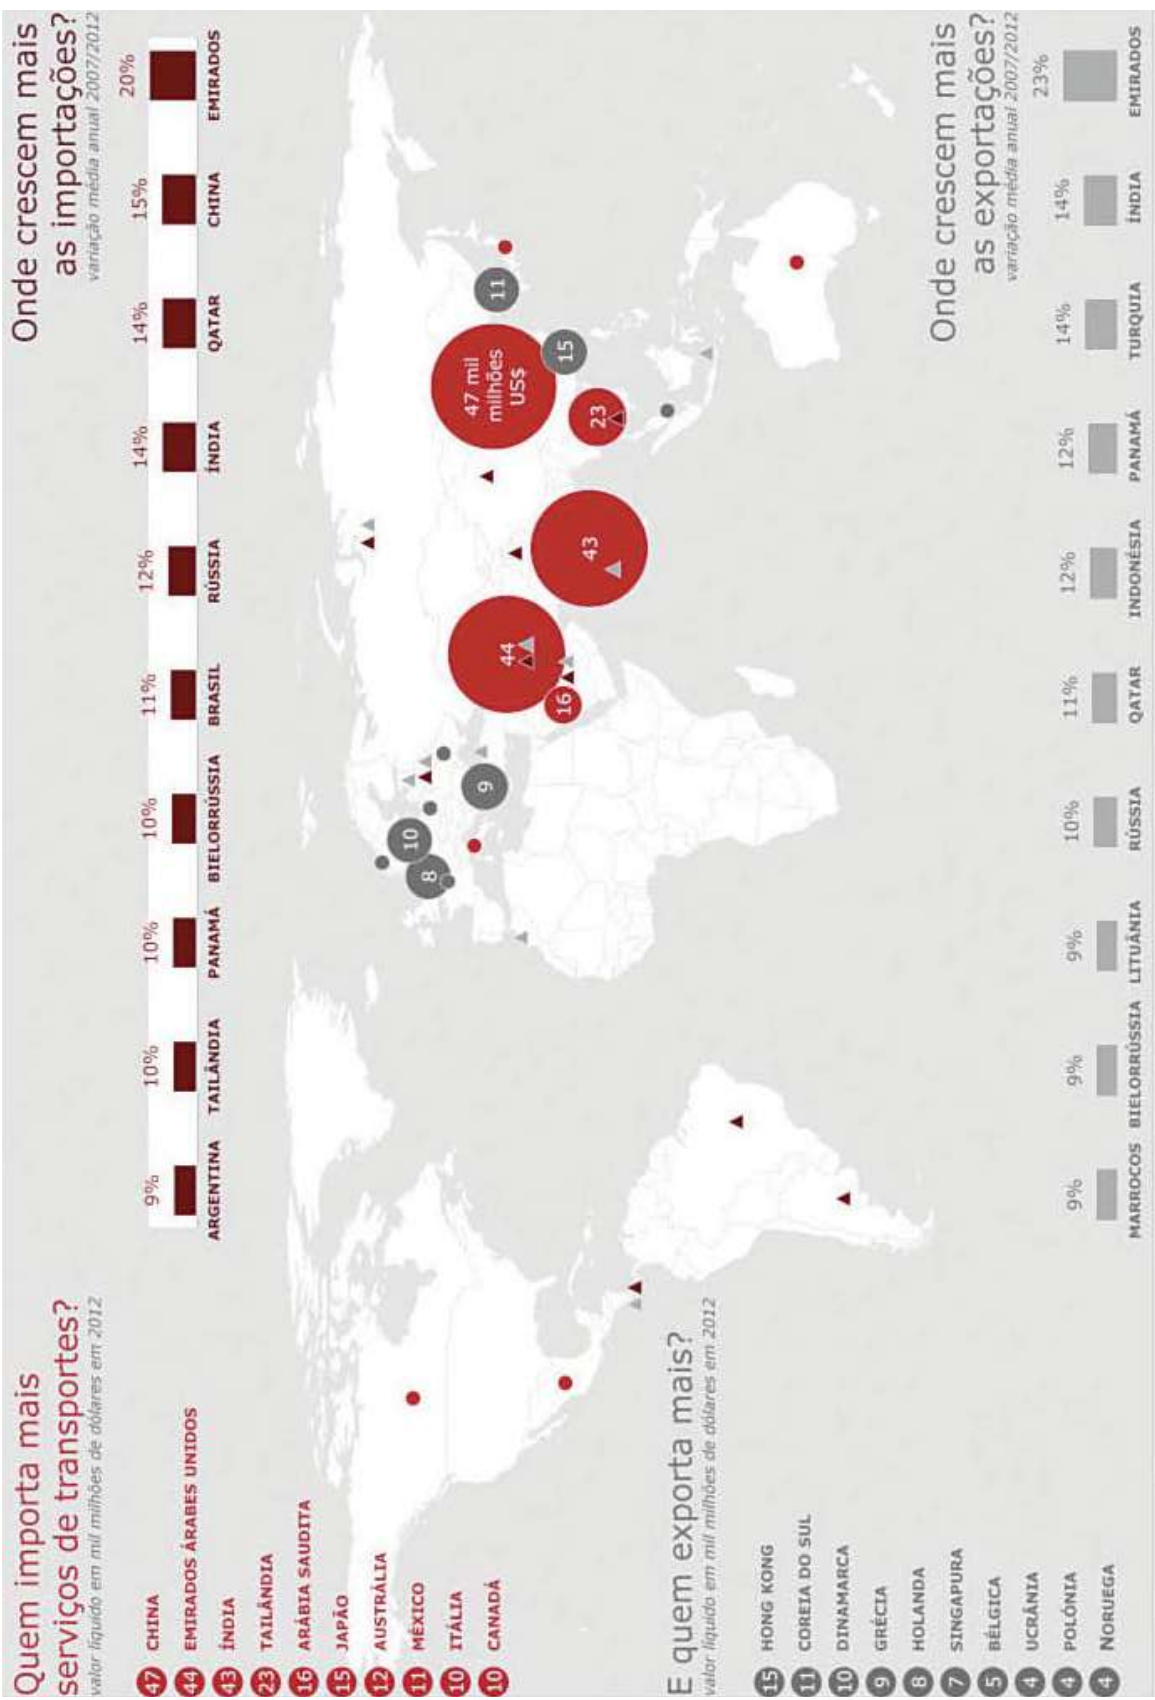 Quem importa mais
serviços de transportes?
valor líquido em mil milhões de dólares em 2012
47 CHINA
44 EMIRADOS ÁRABES UNIDOS
43 ÍNDIA
23 TAILÂNDIA
16 ARÁBIA SAUDITA
15 JAPÃO
12 AUSTRÁLIA
11 MÉXICO
10 ITÁLIA
10 CANADÁ
Onde crescem mais
as importações?
variação média anual 2007/2012
9% 10% 10% 10% 11% 12% 14% 14% 15% 20%
ARGENTINA TAILÂNDIA PANAMÁ BIELORRÚSSIA BRASIL RÚSSIA ÍNDIA QATAR CHINA EMIRADOS
8
10
9
16
44
43
47 mil
milhões
US$
23
15
11
E quem exporta mais?
valor líquido em mil milhões de dólares em 2012
15 HONG KONG
11 COREIA DO SUL
10 DINAMARCA
9 GRÉCIA
8 HOLANDA
7 SINGAPURA
5 BÉLGICA
4 UCRÂNIA
4 POLÓNIA
4 NORUEGA
Onde crescem mais
as exportações?
variação média anual 2007/2012
9% 9% 9% 10% 11% 12% 12% 14% 14% 23%
MARROCOS BIELORRÚSSIA LITUÂNIA RÚSSIA QATAR INDONÉSIA PANAMÁ TURQUIA ÍNDIA EMIRADOS